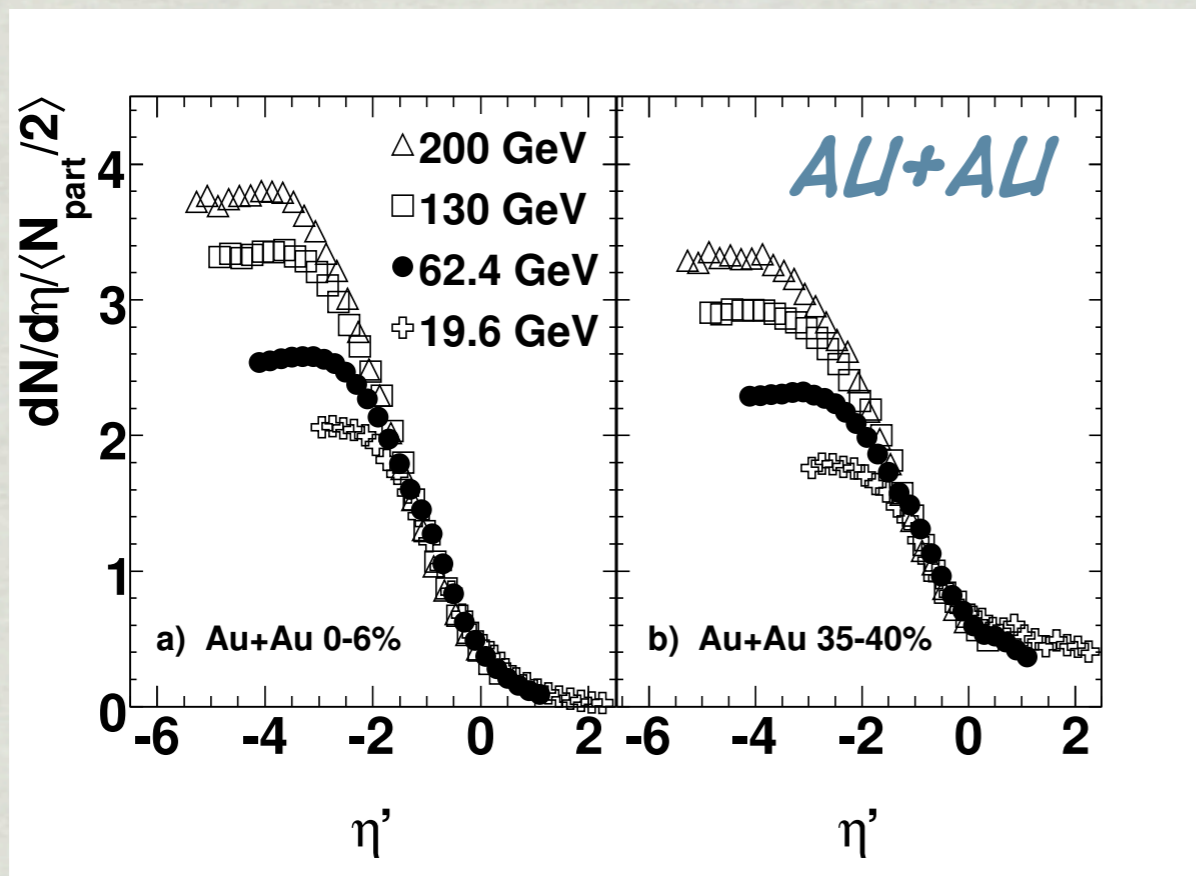 dN/dη/⟨N_part/2⟩
4
3
2
1
0
△ 200 GeV
□ 130 GeV
● 62.4 GeV
✙ 19.6 GeV
a) Au+Au 0-6%
-6 -4 -2 0 2
η’
AU+AU
b) Au+Au 35-40%
-6 -4 -2 0 2
η’